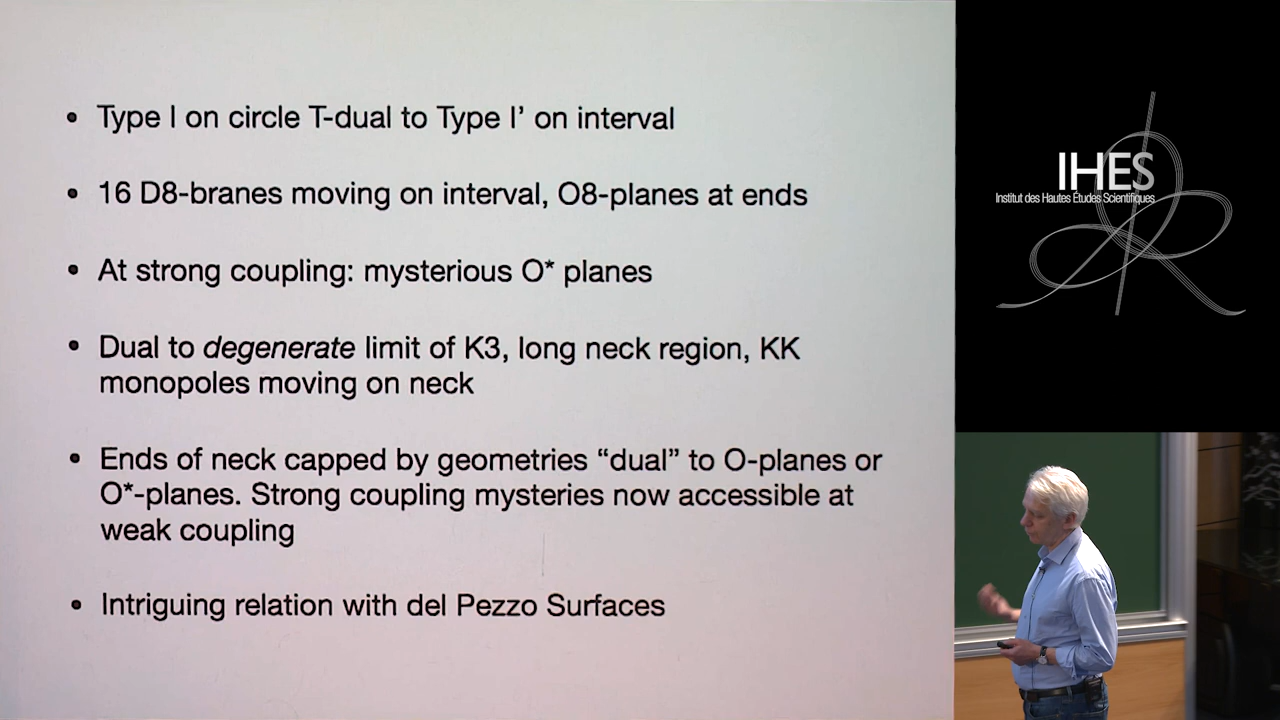 • Type I on circle T-dual to Type I’ on interval
• 16 D8-branes moving on interval, O8-planes at ends
• At strong coupling: mysterious O* planes
• Dual to degenerate limit of K3, long neck region, KK
monopoles moving on neck
• Ends of neck capped by geometries “dual” to O-planes or
O*-planes. Strong coupling mysteries now accessible at
weak coupling
• Intriguing relation with del Pezzo Surfaces
IHES
Institut des Hautes Études Scientifiques